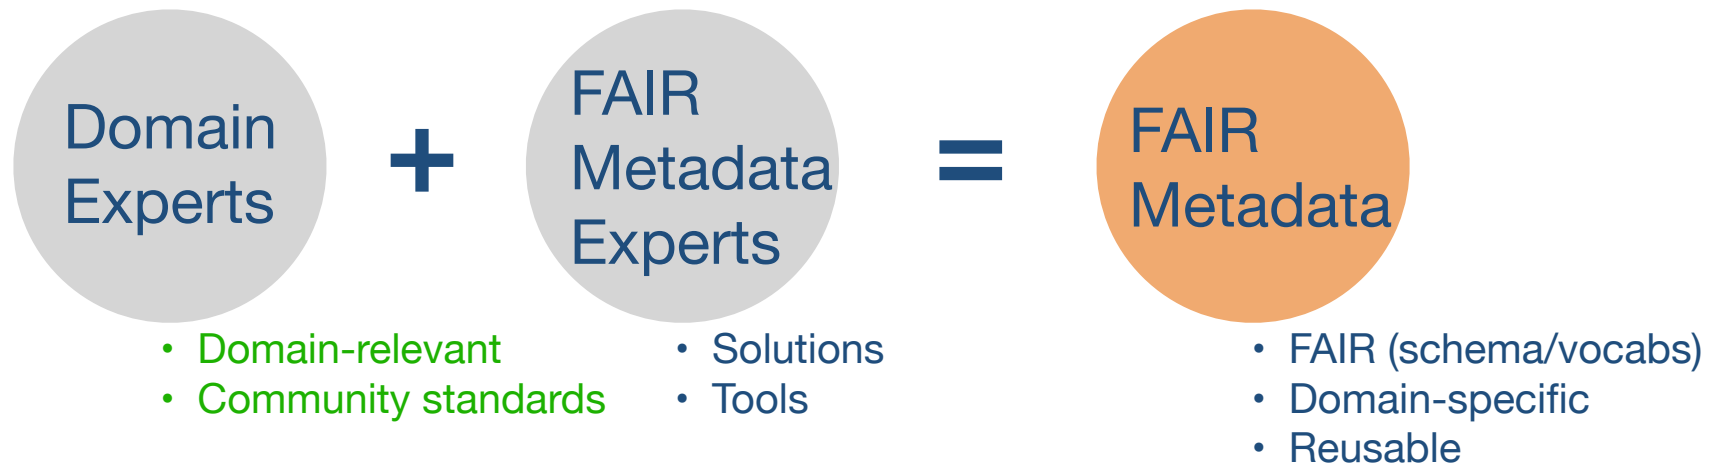 Domain
Experts
+
FAIR
Metadata
Experts
=
FAIR
Metadata
• Domain-relevant
• Community standards
• Solutions
• Tools
• FAIR (schema/vocabs)
• Domain-specific
• Reusable